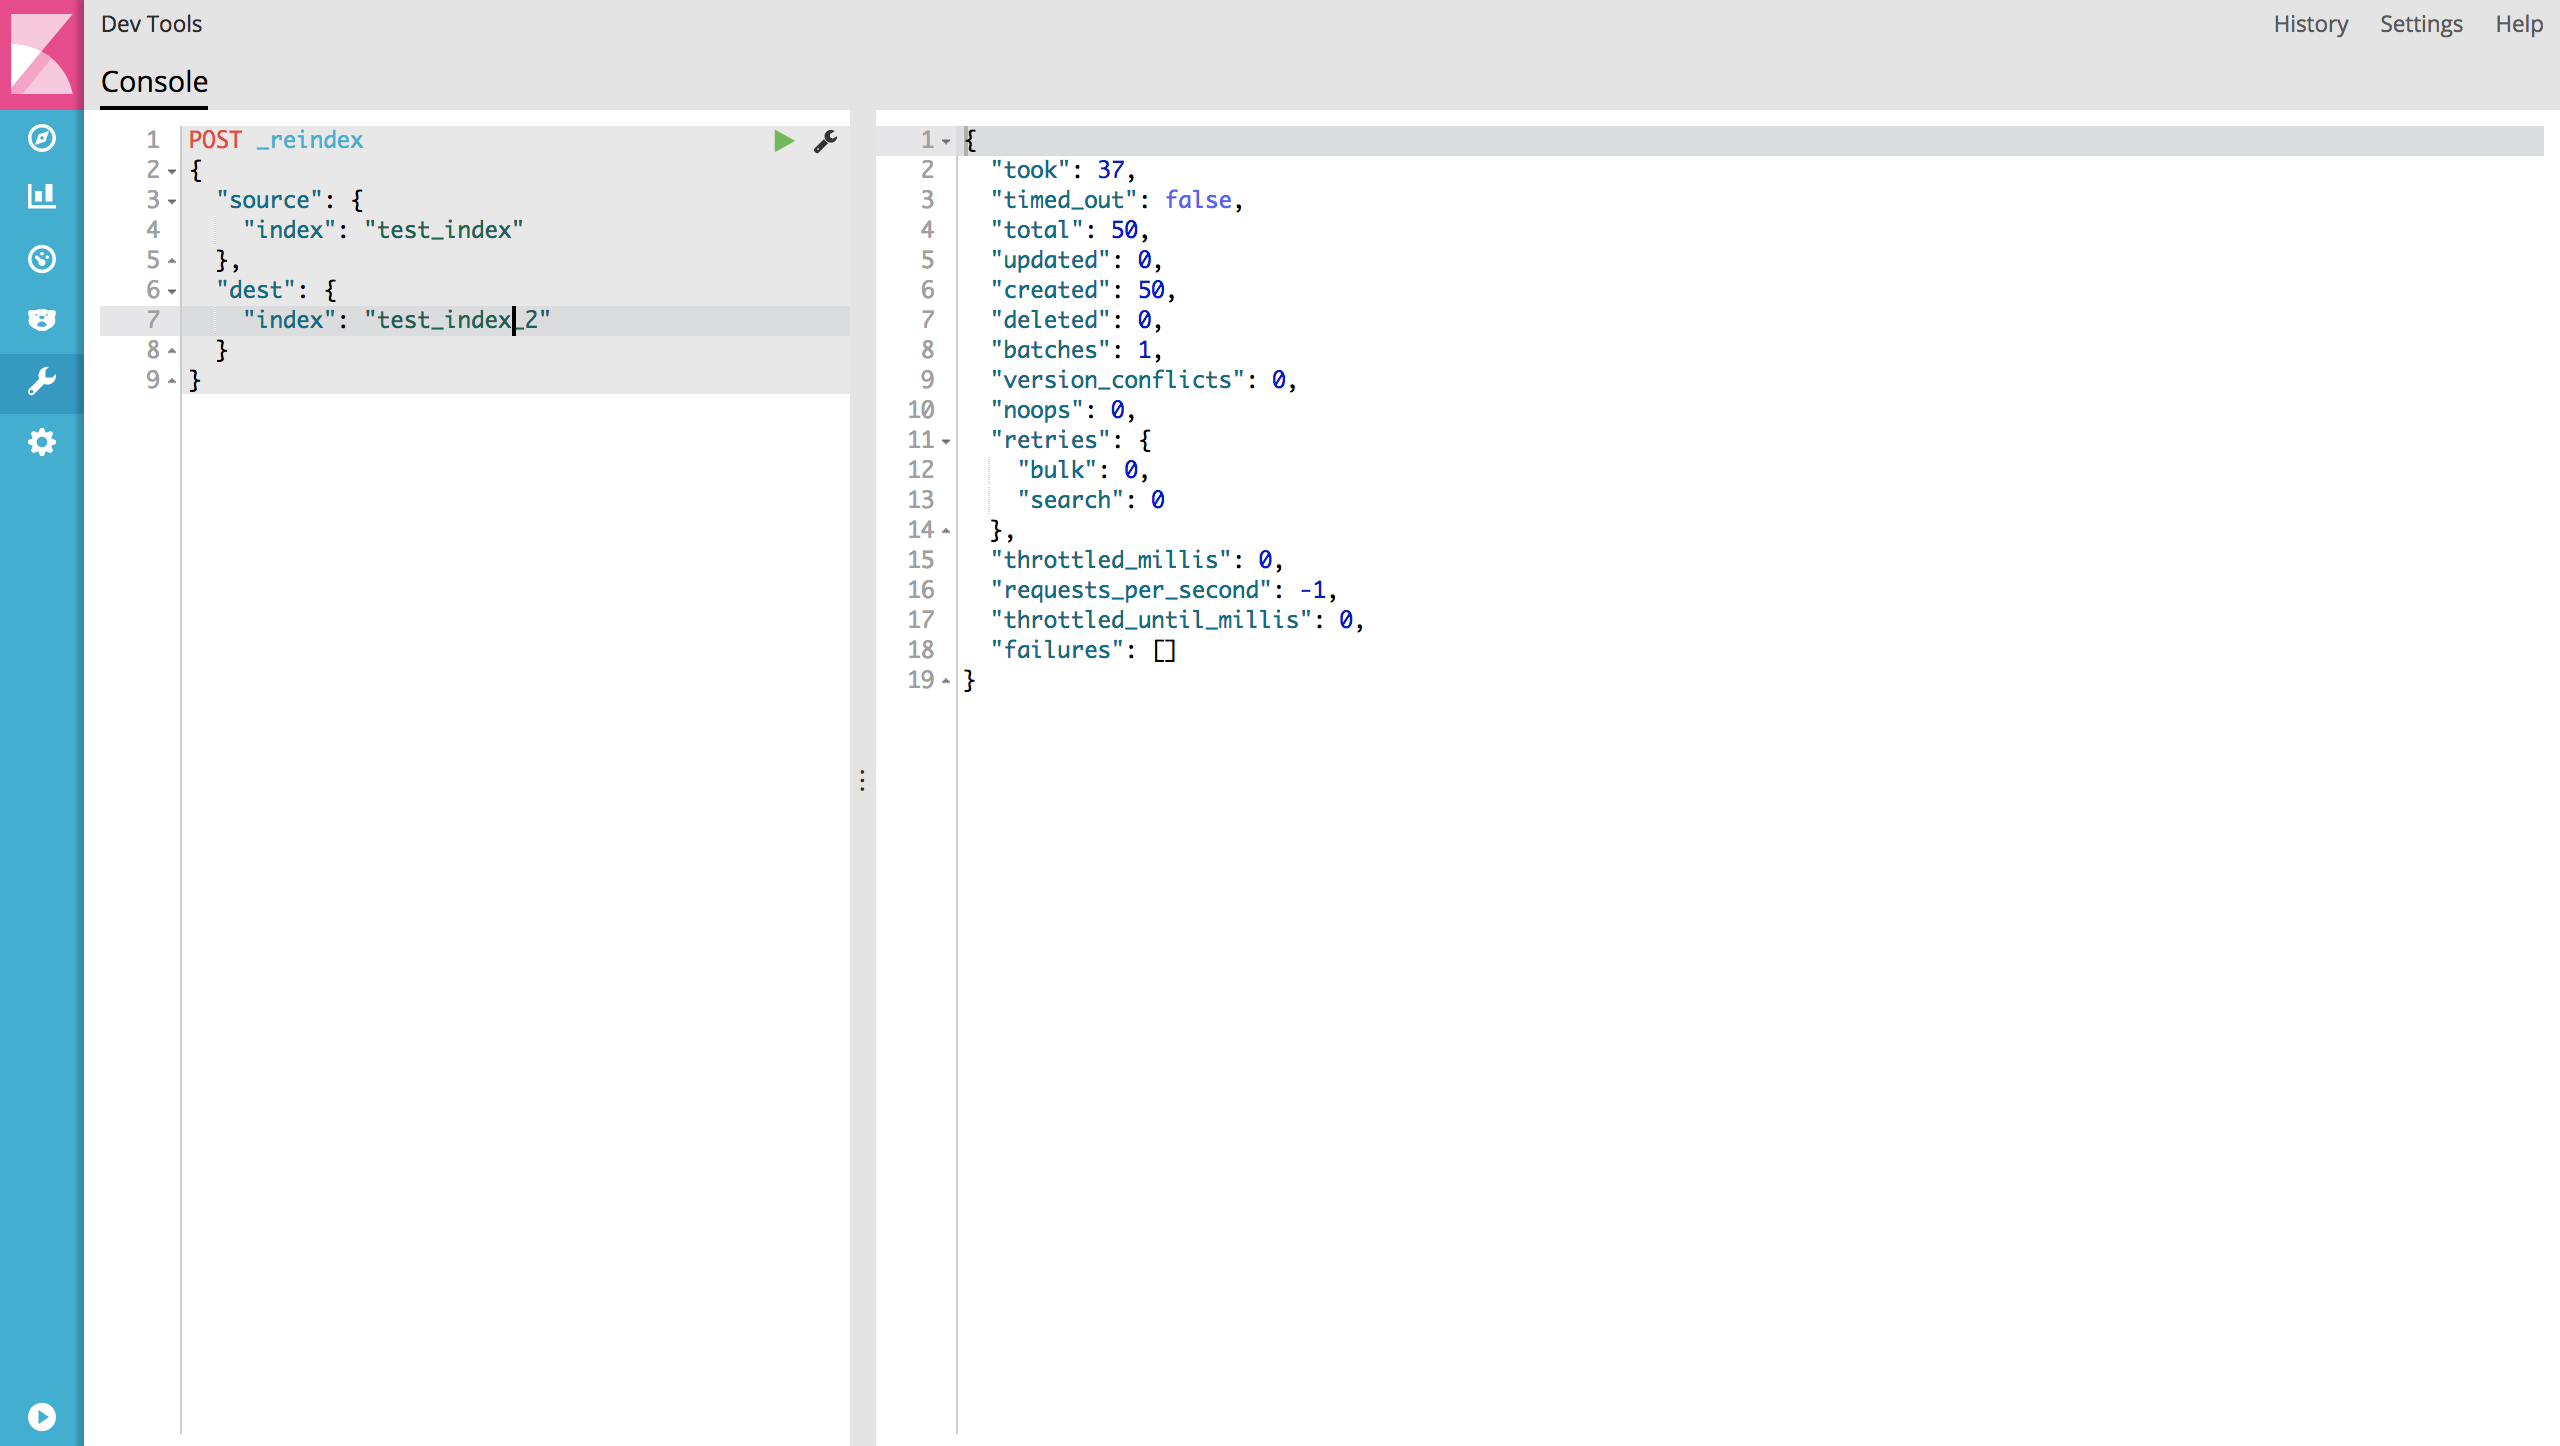 Dev Tools
History Settings Help
Console
1 POST _reindex
2 {
3 "source": {
4 "index": "test_index"
5 },
6 "dest": {
7 "index": "test_index_2"
8 }
9 }
1 {
2 "took": 37,
3 "timed_out": false,
4 "total": 50,
5 "updated": 0,
6 "created": 50,
7 "deleted": 0,
8 "batches": 1,
9 "version_conflicts": 0,
10 "noops": 0,
11 "retries": {
12 "bulk": 0,
13 "search": 0
14 },
15 "throttled_millis": 0,
16 "requests_per_second": -1,
17 "throttled_until_millis": 0,
18 "failures": []
19 }